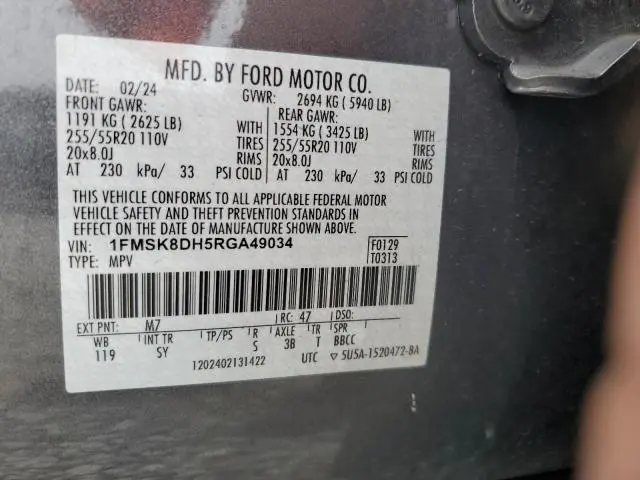 MFD. BY FORD MOTOR CO.
DATE: 02/24 GVWR: 2694 KG ( 5940 LB)
FRONT GAWR: REAR GAWR:
1191 KG ( 2625 LB) WITH 1554 KG ( 3425 LB) WITH
255/55R20 110V TIRES 255/55R20 110V TIRES
20x8.0J RIMS 20x8.0J RIMS
AT 230 kPa/ 33 PSI COLD AT 230 kPa/ 33 PSI COLD
THIS VEHICLE CONFORMS TO ALL APPLICABLE FEDERAL MOTOR
VEHICLE SAFETY AND THEFT PREVENTION STANDARDS IN
EFFECT ON THE DATE OF MANUFACTURE SHOWN ABOVE.
VIN: 1FMSK8DH5RGA49034 F0129
TYPE: MPV T0313
EXT PNT: M7 RC: 47 DSO:
WB INT TR TP/PS R AXLE TR SPR
119 SY S 3B T BBCC
1202402131422 UTC ▽ 5U5A-1520472-BA